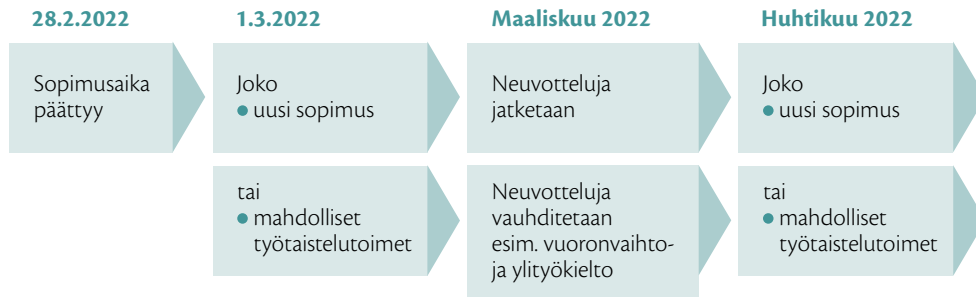 28.2.2022
Sopimusaika
päättyy
1.3.2022
Joko
• uusi sopimus
tai
• mahdolliset
työtaistelutoimet
Maaliskuu 2022
Neuvotteluja
jatketaan
Neuvotteluja
vauhditetaan
esim. vuoronvaihto-
ja ylityökielto
Huhtikuu 2022
Joko
• uusi sopimus
tai
• mahdolliset
työtaistelutoimet